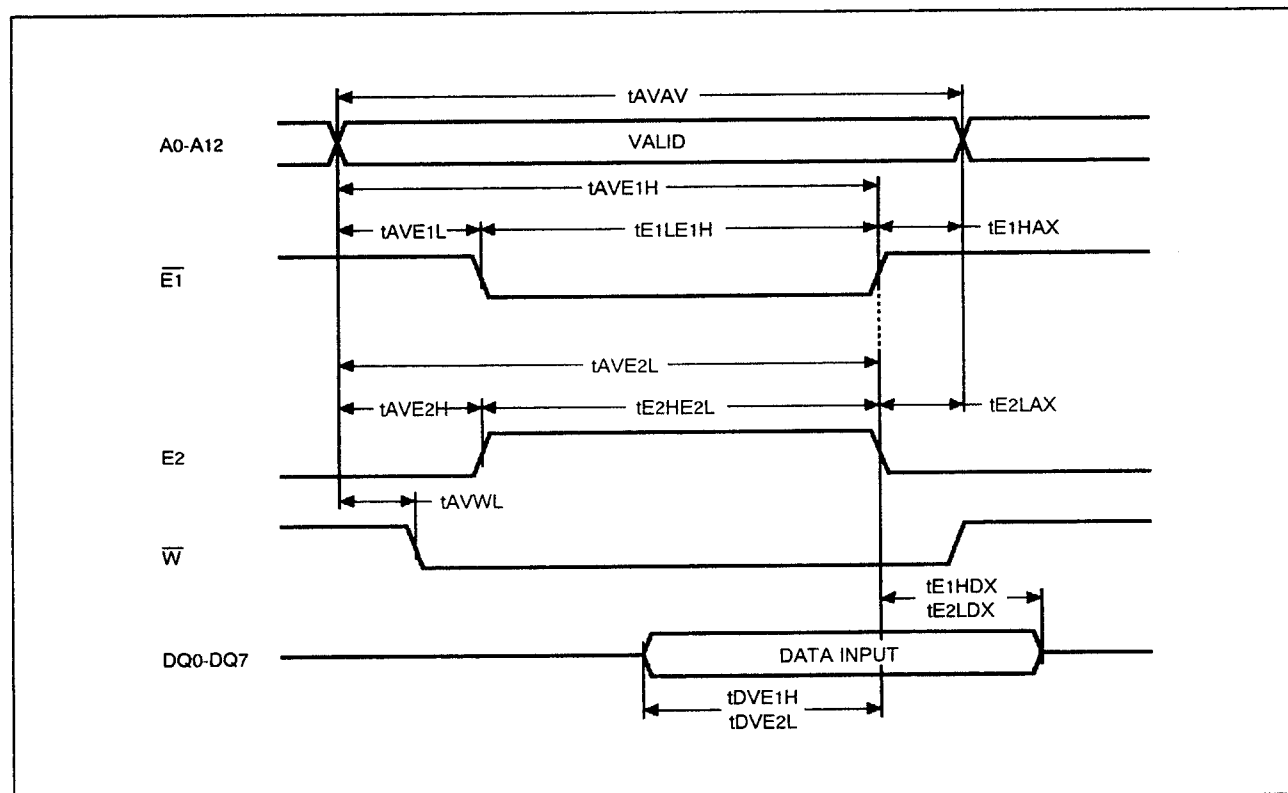 tAVAV
A0-A12
VALID
tAVE1H
tAVE1L
tE1LE1H
tE1HAX
E1
tAVE2L
tAVE2H
tE2HE2L
tE2LAX
E2
tAVWL
W
tE1HDX
tE2LDX
DQ0-DQ7
DATA INPUT
tDVE1H
tDVE2L